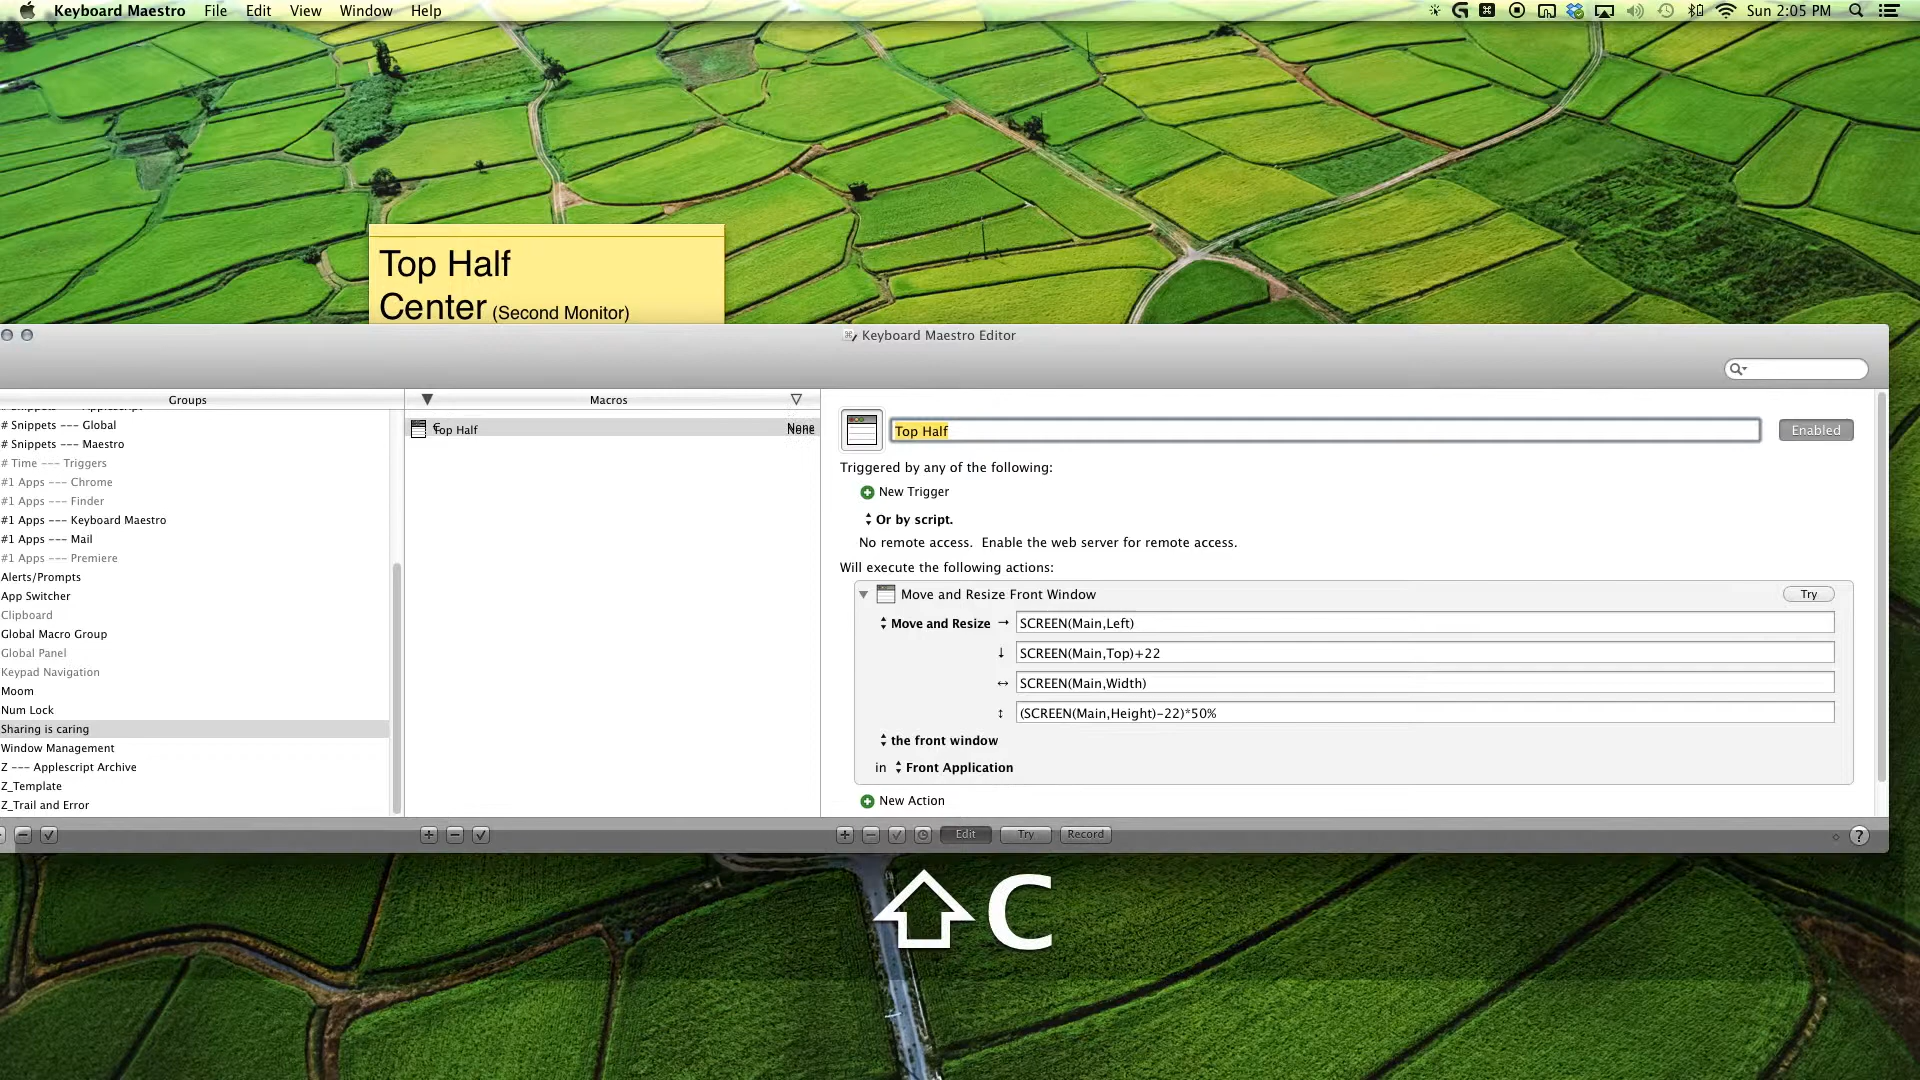 Keyboard Maestro File Edit View Window Help Sun 2:05 PM
Top Half
Center (Second Monitor)
Keyboard Maestro Editor
Groups
# Snippets --- Global
# Snippets --- Maestro
# Time --- Triggers
#1 Apps --- Chrome
#1 Apps --- Finder
#1 Apps --- Keyboard Maestro
#1 Apps --- Mail
#1 Apps --- Premiere
Alerts/Prompts
App Switcher
Clipboard
Global Macro Group
Global Panel
Keypad Navigation
Moom
Num Lock
Sharing is caring
Window Management
Z --- Applescript Archive
Z_Template
Z_Trail and Error
Macros
Top Half None
Top Half Enabled
Triggered by any of the following:
New Trigger
Or by script.
No remote access. Enable the web server for remote access.
Will execute the following actions:
Move and Resize Front Window Try
Move and Resize → SCREEN(Main,Left)
↓ SCREEN(Main,Top)+22
↔ SCREEN(Main,Width)
↕ (SCREEN(Main,Height)-22)*50%
the front window
in Front Application
New Action
Edit Try Record ?
⇧C